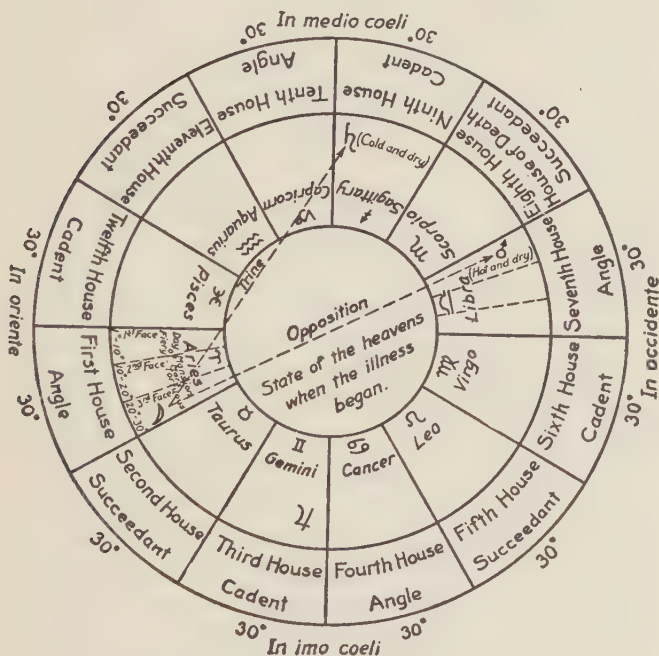 In medio coeli
30°
30°
Angle
Tenth House
Cadent
Ninth House
30°
Succeedant
House of Death
Eighth House
30°
Angle
Seventh House
30°
In occidente
Cadent
Sixth House
30°
Succeedant
Fifth House
30°
Angle
Fourth House
30°
In imo coeli
Cadent
Third House
30°
Succeedant
Second House
30°
Angle
First House
30°
In oriente
Cadent
Twelfth House
30°
Succeedant
Eleventh House
30°
Capricorn
♑
Sagittary
♐
♄ (Cold and dry)
Scorpio
♏
♂
(Hot and dry)
Libra
♎
♍
Virgo
♌
Leo
♋
Cancer
♊
Gemini
♉
Taurus
Aries
1st Face
2nd Face
3rd Face
♓
Pisces
♒
Aquarius
Trine
Opposition
State of the heavens
when the illness
began.